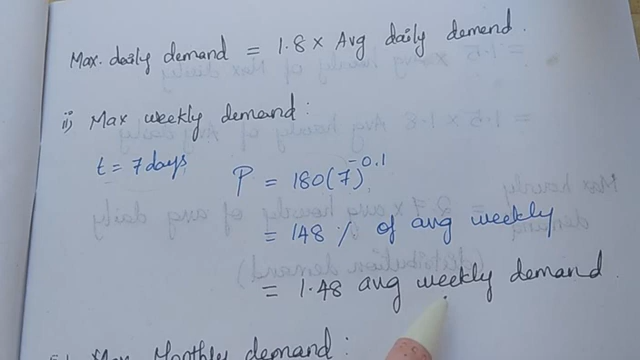 Max. daily demand = 1.8 x Avg daily demand.
ii) Max weekly demand:
t = 7 days
P = 180(7)^-0.1
= 148 % of avg weekly
= 1.48 avg weekly demand.
Max Monthly demand: